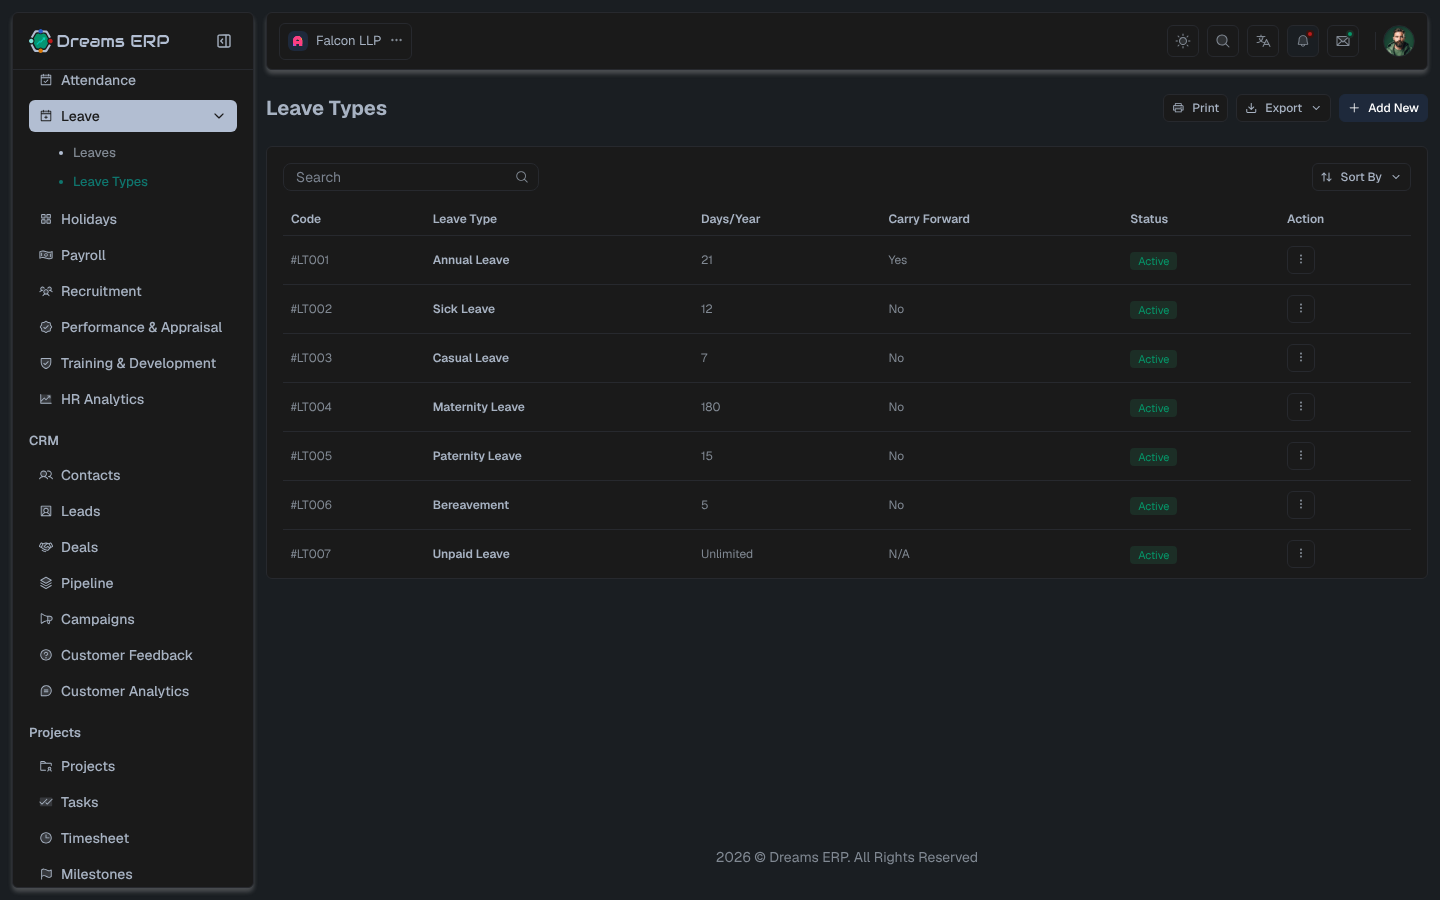 Dreams ERP
Attendance
Leave
Leaves
Leave Types
Holidays
Payroll
Recruitment
Performance & Appraisal
Training & Development
HR Analytics
CRM
Contacts
Leads
Deals
Pipeline
Campaigns
Customer Feedback
Customer Analytics
Projects
Projects
Tasks
Timesheet
Milestones
Falcon LLP
Leave Types
Print
Export
Add New
Search
Sort By
Code Leave Type Days/Year Carry Forward Status Action
#LT001 Annual Leave 21 Yes Active
#LT002 Sick Leave 12 No Active
#LT003 Casual Leave 7 No Active
#LT004 Maternity Leave 180 No Active
#LT005 Paternity Leave 15 No Active
#LT006 Bereavement 5 No Active
#LT007 Unpaid Leave Unlimited N/A Active
2026 © Dreams ERP. All Rights Reserved